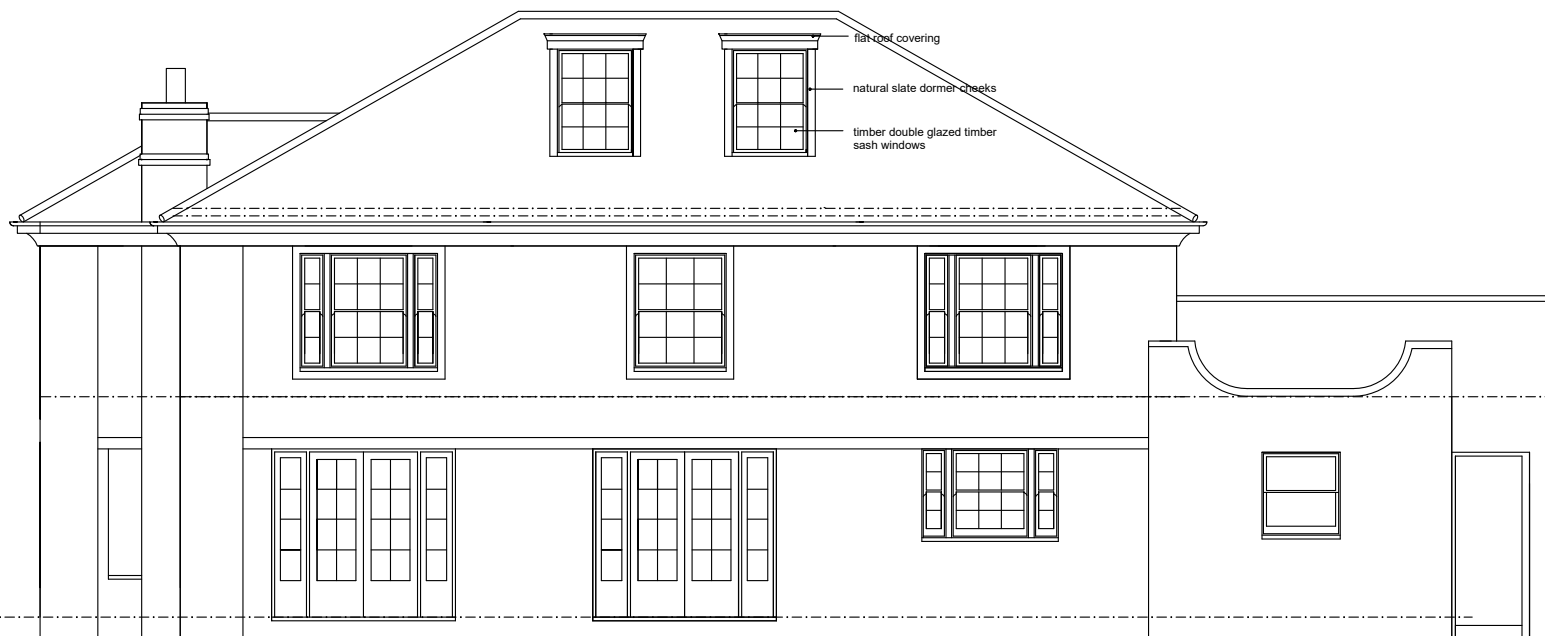 flat roof covering
natural slate dormer cheeks
timber double glazed timber
sash windows